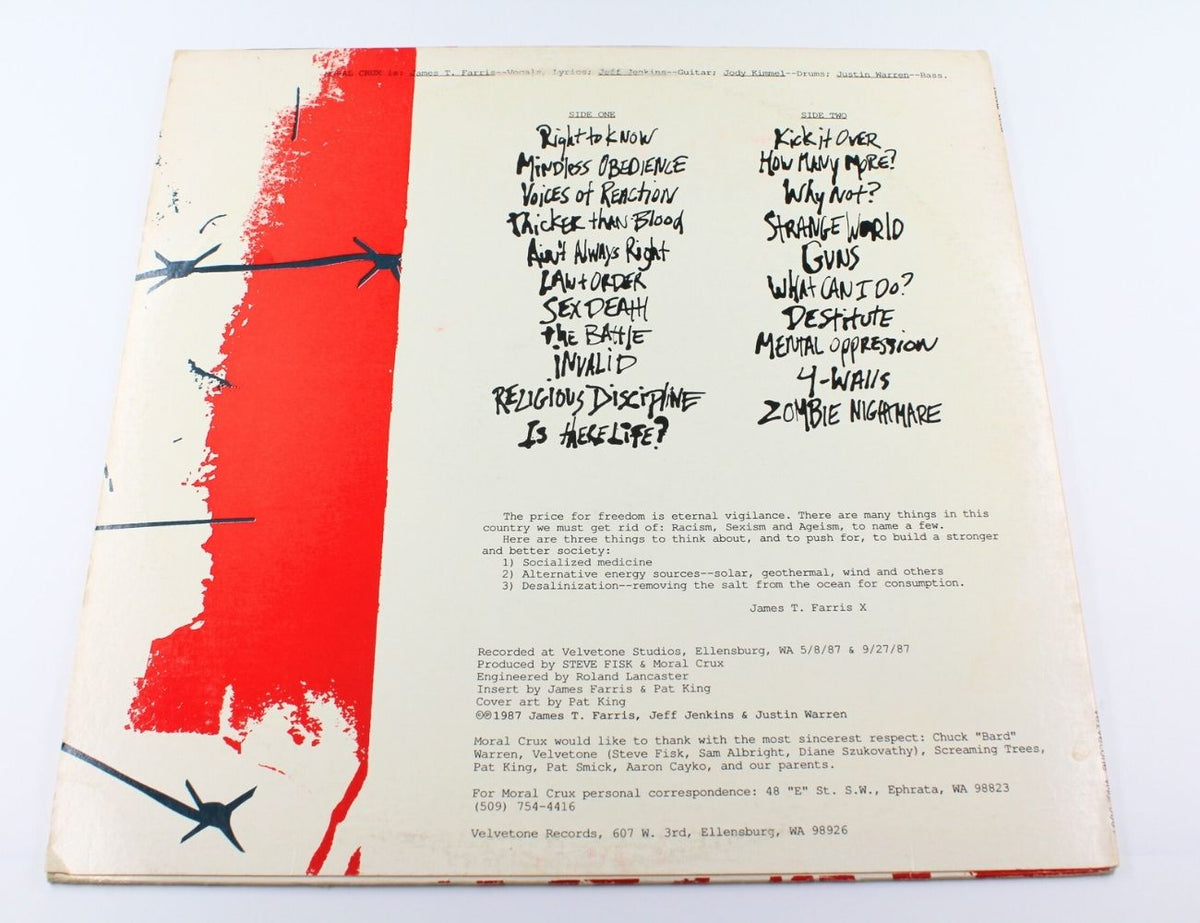 MORAL CRUX is: James T. Farris--Vocals, Lyrics; Jeff Jenkins--Guitar; Jody Kimmel--Drums; Justin Warren--Bass.
SIDE ONE
Right to KNOW
MINDless OBEDIENCE
Voices of REACTION
Thicker than Blood
Ain't Always Right
LAW + ORDER
SEX DEATH
the BAttlE
INVALID
RELIGIOUS DISCIPlINE
Is tHERE LIFE?
SIDE TWO
Kick it OVER
HOW MANY MORE?
Why Not?
STRANGE WORLD
GUNS
WHAt CAN I Do?
DEStitutE
MENTAL OppRESSION
4-WAlls
ZOMBIE NIGHtMARE
The price for freedom is eternal vigilance. There are many things in this
country we must get rid of: Racism, Sexism and Ageism, to name a few.
Here are three things to think about, and to push for, to build a stronger
and better society:
1) Socialized medicine
2) Alternative energy sources--solar, geothermal, wind and others
3) Desalinization--removing the salt from the ocean for consumption.
James T. Farris X
Recorded at Velvetone Studios, Ellensburg, WA 5/8/87 & 9/27/87
Produced by STEVE FISK & Moral Crux
Engineered by Roland Lancaster
Insert by James Farris & Pat King
Cover art by Pat King
©℗1987 James T. Farris, Jeff Jenkins & Justin Warren
Moral Crux would like to thank with the most sincerest respect: Chuck "Bard"
Warren, Velvetone (Steve Fisk, Sam Albright, Diane Szukovathy), Screaming Trees,
Pat King, Pat Smick, Aaron Cayko, and our parents.
For Moral Crux personal correspondence: 48 "E" St. S.W., Ephrata, WA 98823
(509) 754-4416
Velvetone Records, 607 W. 3rd, Ellensburg, WA 98926